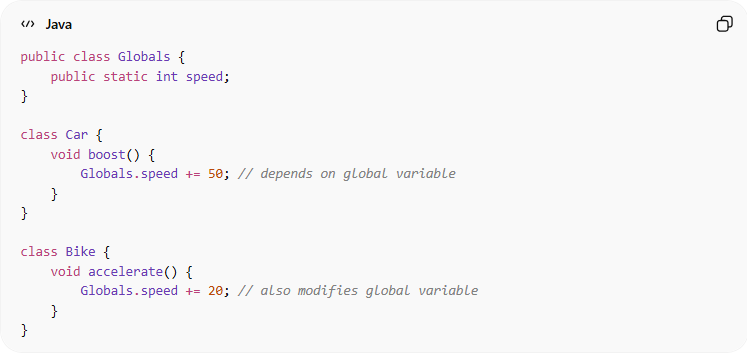 </> Java
public class Globals {
    public static int speed;
}

class Car {
    void boost() {
        Globals.speed += 50; // depends on global variable
    }
}

class Bike {
    void accelerate() {
        Globals.speed += 20; // also modifies global variable
    }
}